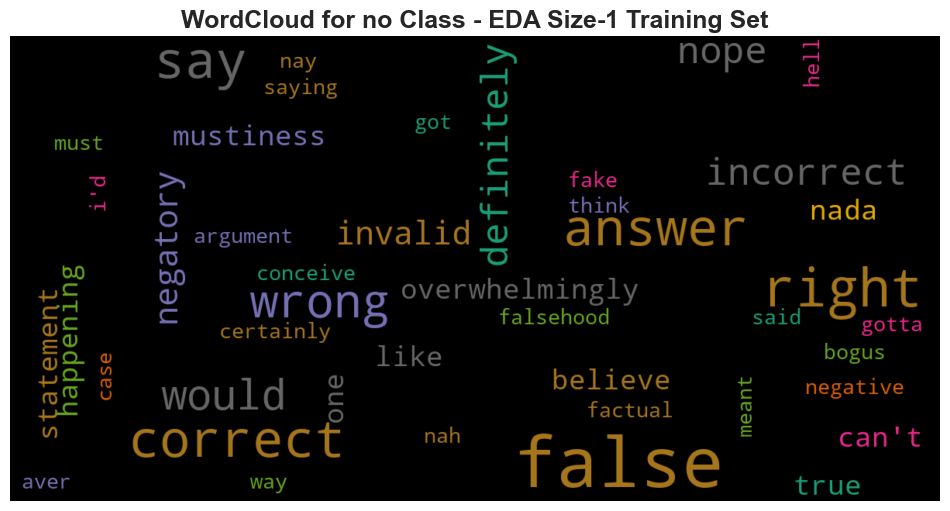 WordCloud for no Class - EDA Size-1 Training Set
say
nay
saying
nope
hell
definitely
got
mustiness
must
incorrect
i'd
negatory
fake
think
nada
argument
invalid
answer
conceive
overwhelmingly
right
wrong
falsehood
said
gotta
certainly
happening
statement
case
like
bogus
would
one
believe
negative
factual
meant
correct
nah
can't
false
aver
way
true